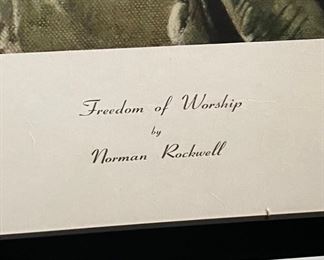 Freedom of Worship
by
Norman Rockwell